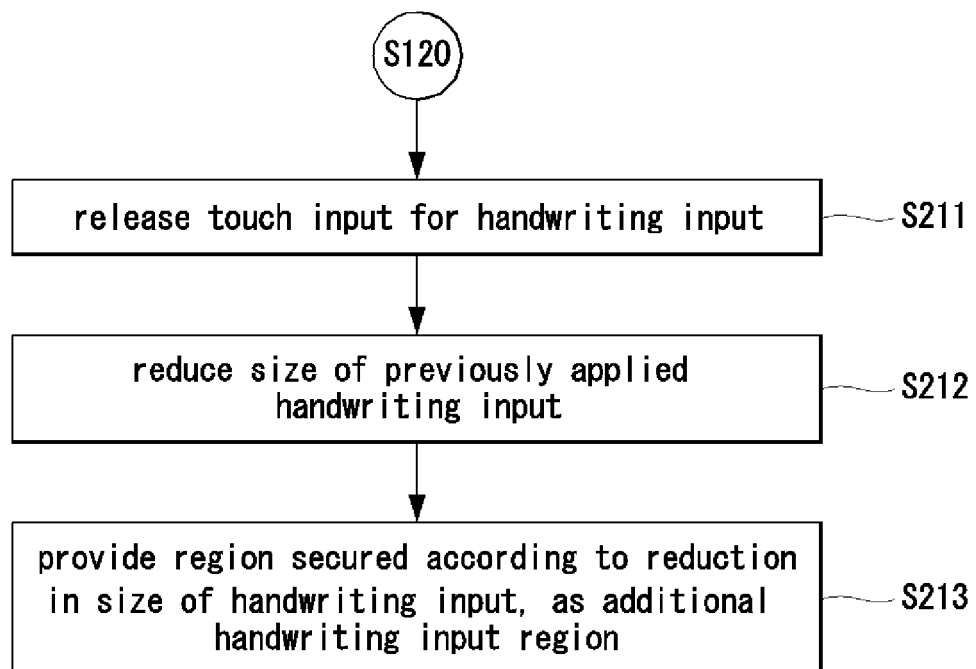 S120
release touch input for handwriting input
S211
reduce size of previously applied
handwriting input
S212
provide region secured according to reduction
in size of handwriting input, as additional
handwriting input region
S213